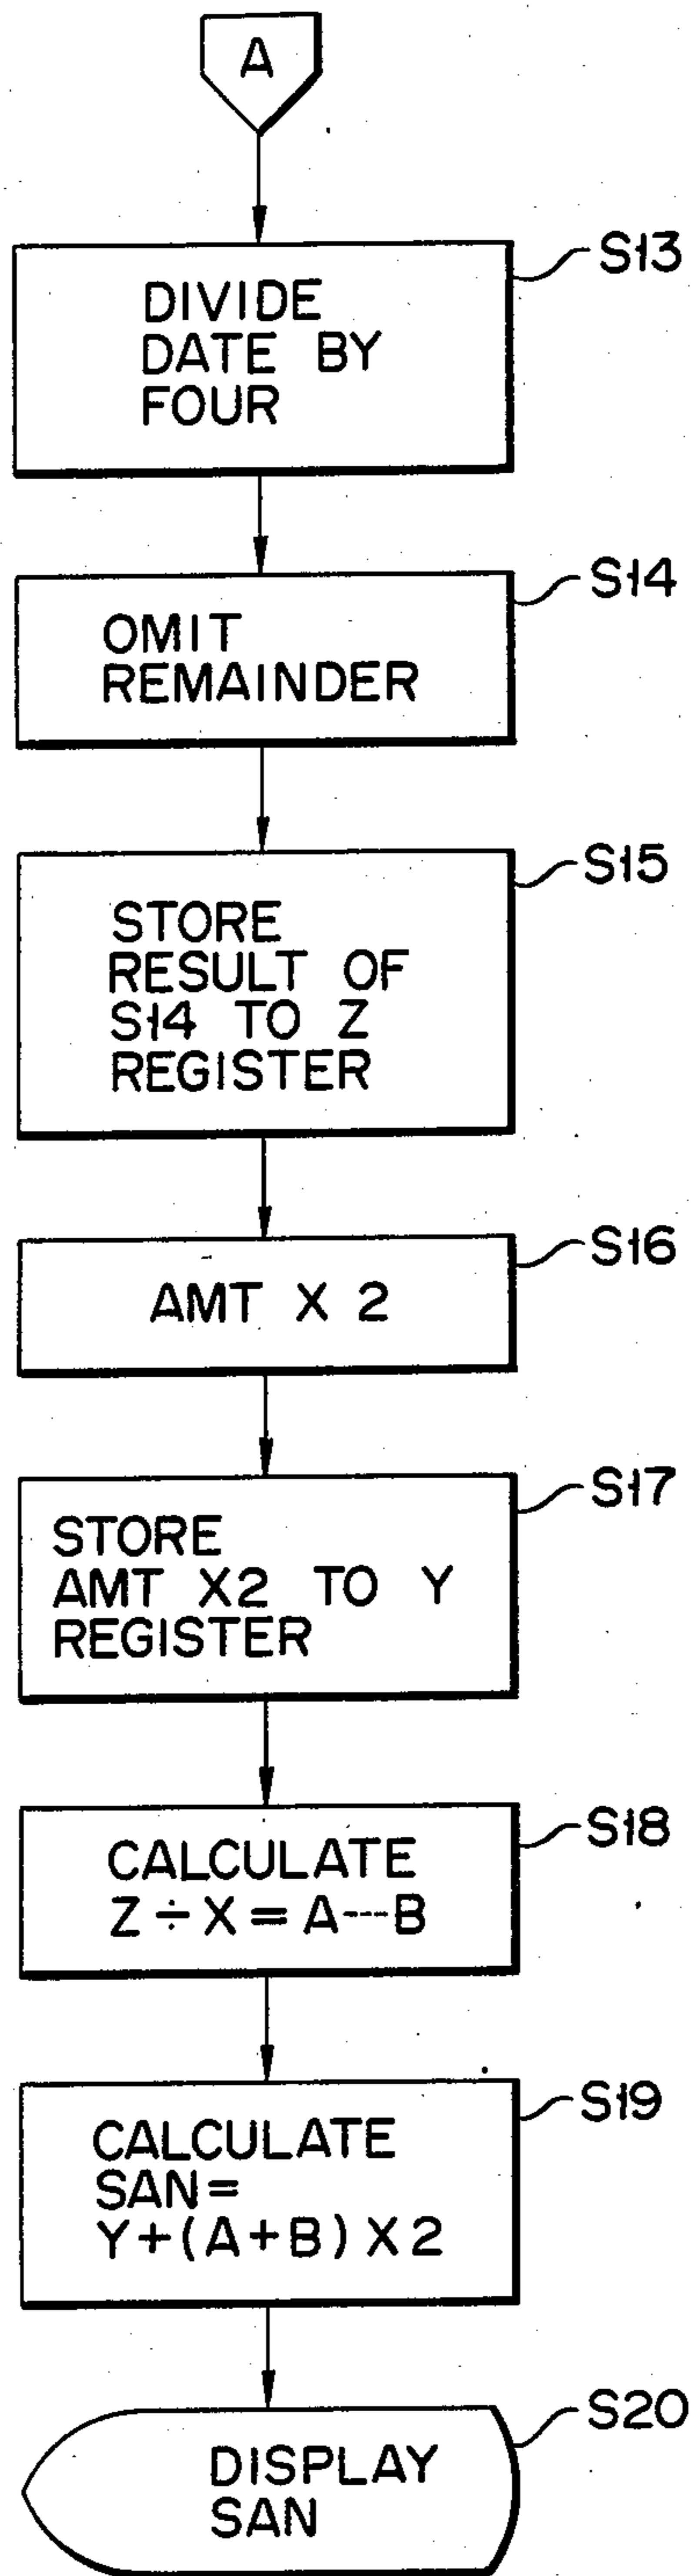 A
S13
DIVIDE
DATE BY
FOUR
S14
OMIT
REMAINDER
S15
STORE
RESULT OF
S14 TO Z
REGISTER
S16
AMT X 2
S17
STORE
AMT X2 TO Y
REGISTER
S18
CALCULATE
Z ÷ X = A---B
S19
CALCULATE
SAN=
Y+(A+B) X 2
S20
DISPLAY
SAN